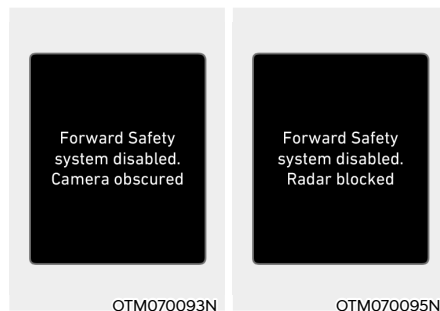 Forward Safety
system disabled.
Camera obscured
OTM070093N
Forward Safety
system disabled.
Radar blocked
OTM070095N